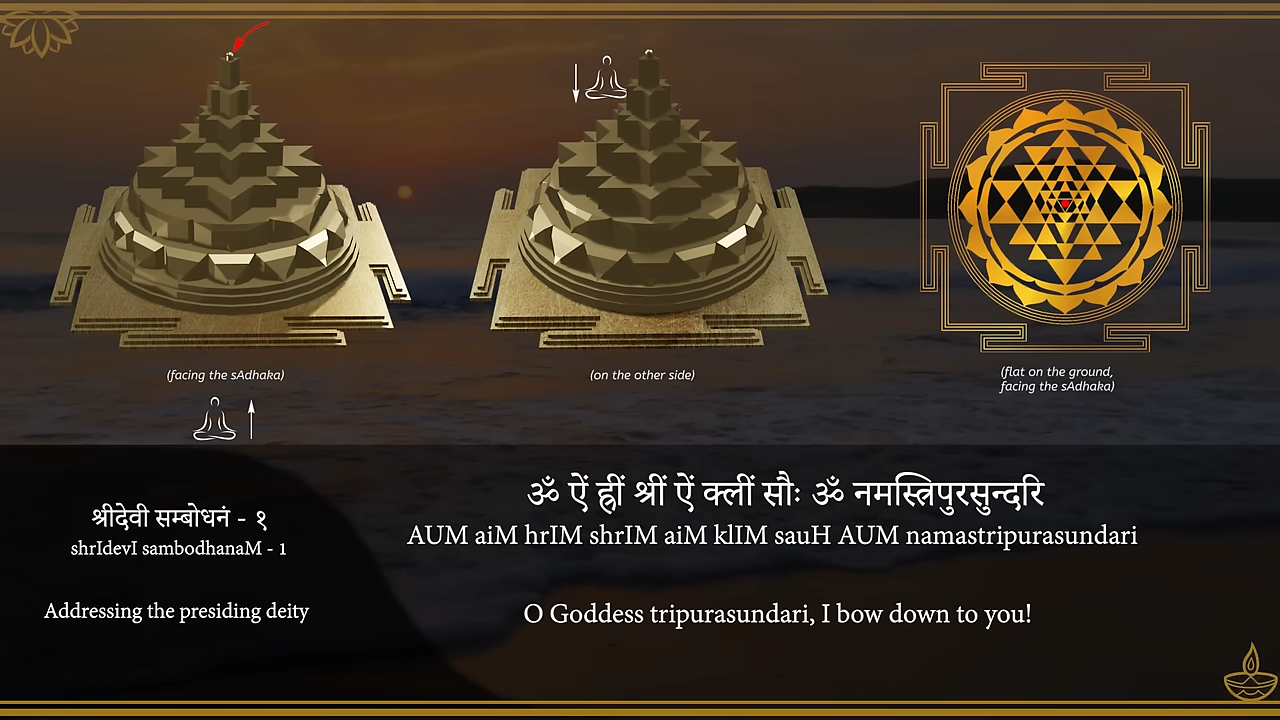 (facing the sAdhaka)
(on the other side)
(flat on the ground,
facing the sAdhaka)
श्रीदेवी सम्बोधनं - १
shrIdevI sambodhanaM - 1
Addressing the presiding deity
ॐ ऐं ह्रीं श्रीं ऐं क्लीं सौः ॐ नमस्त्रिपुरसुन्दरि
AUM aiM hrIM shrIM aiM klIM sauH AUM namastripurasundari
O Goddess tripurasundari, I bow down to you!